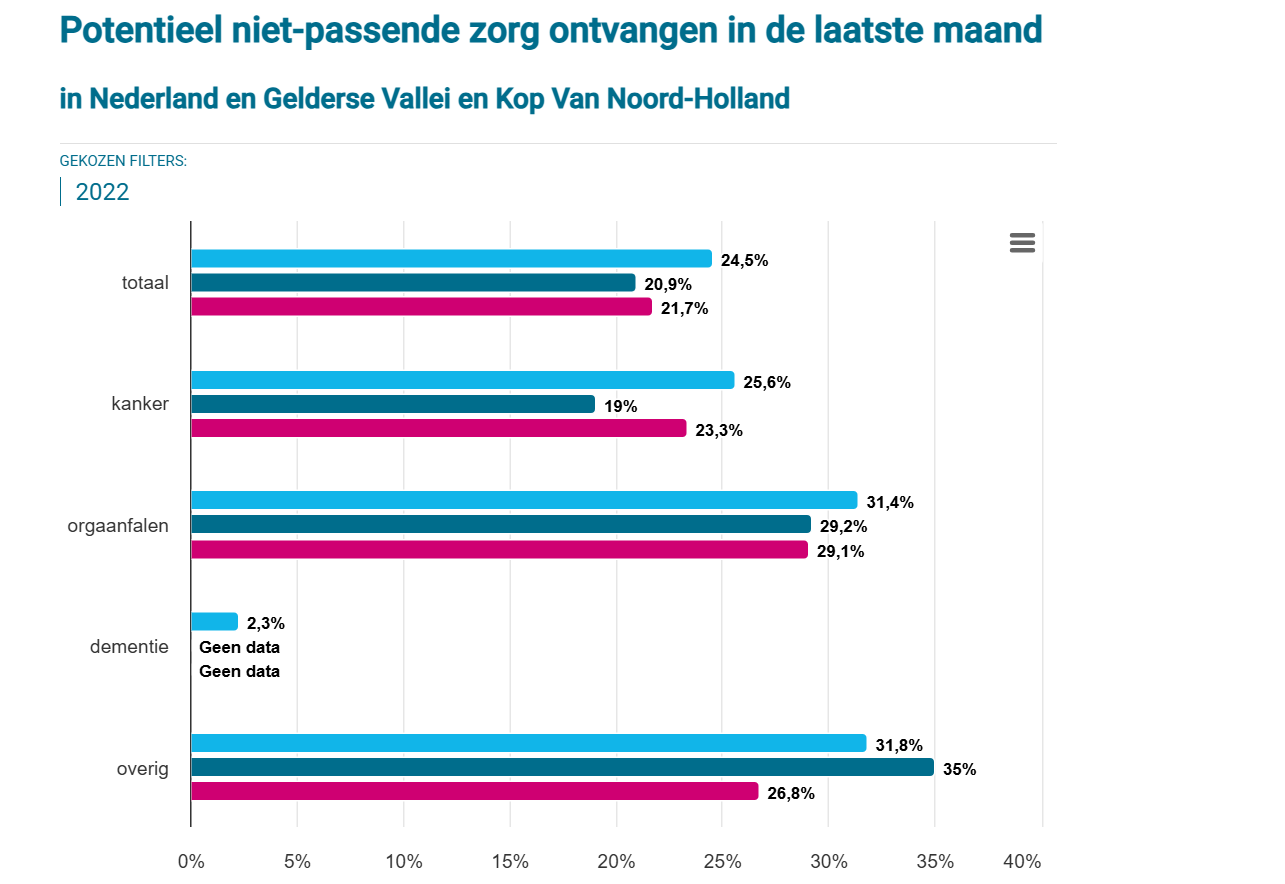 Potentieel niet-passende zorg ontvangen in de laatste maand
in Nederland en Gelderse Vallei en Kop Van Noord-Holland
GEKOZEN FILTERS:
2022
totaal
24,5%
20,9%
21,7%
kanker
25,6%
19%
23,3%
orgaanfalen
31,4%
29,2%
29,1%
dementie
2,3%
Geen data
Geen data
overig
31,8%
35%
26,8%
0% 5% 10% 15% 20% 25% 30% 35% 40%